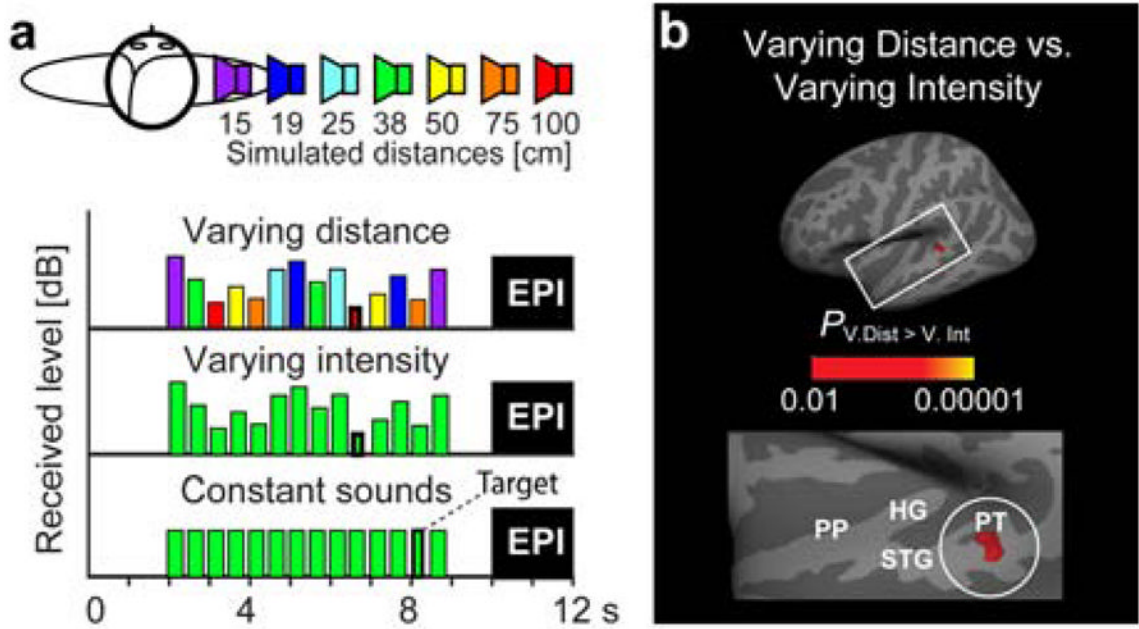 a
15 19 25 38 50 75 100
Simulated distances [cm]
Received level [dB]
Varying distance
EPI
Varying intensity
EPI
Constant sounds
Target
EPI
0 4 8 12 s
b
Varying Distance vs.
Varying Intensity
P V.Dist > V. Int
0.01 0.00001
PP
HG
STG
PT